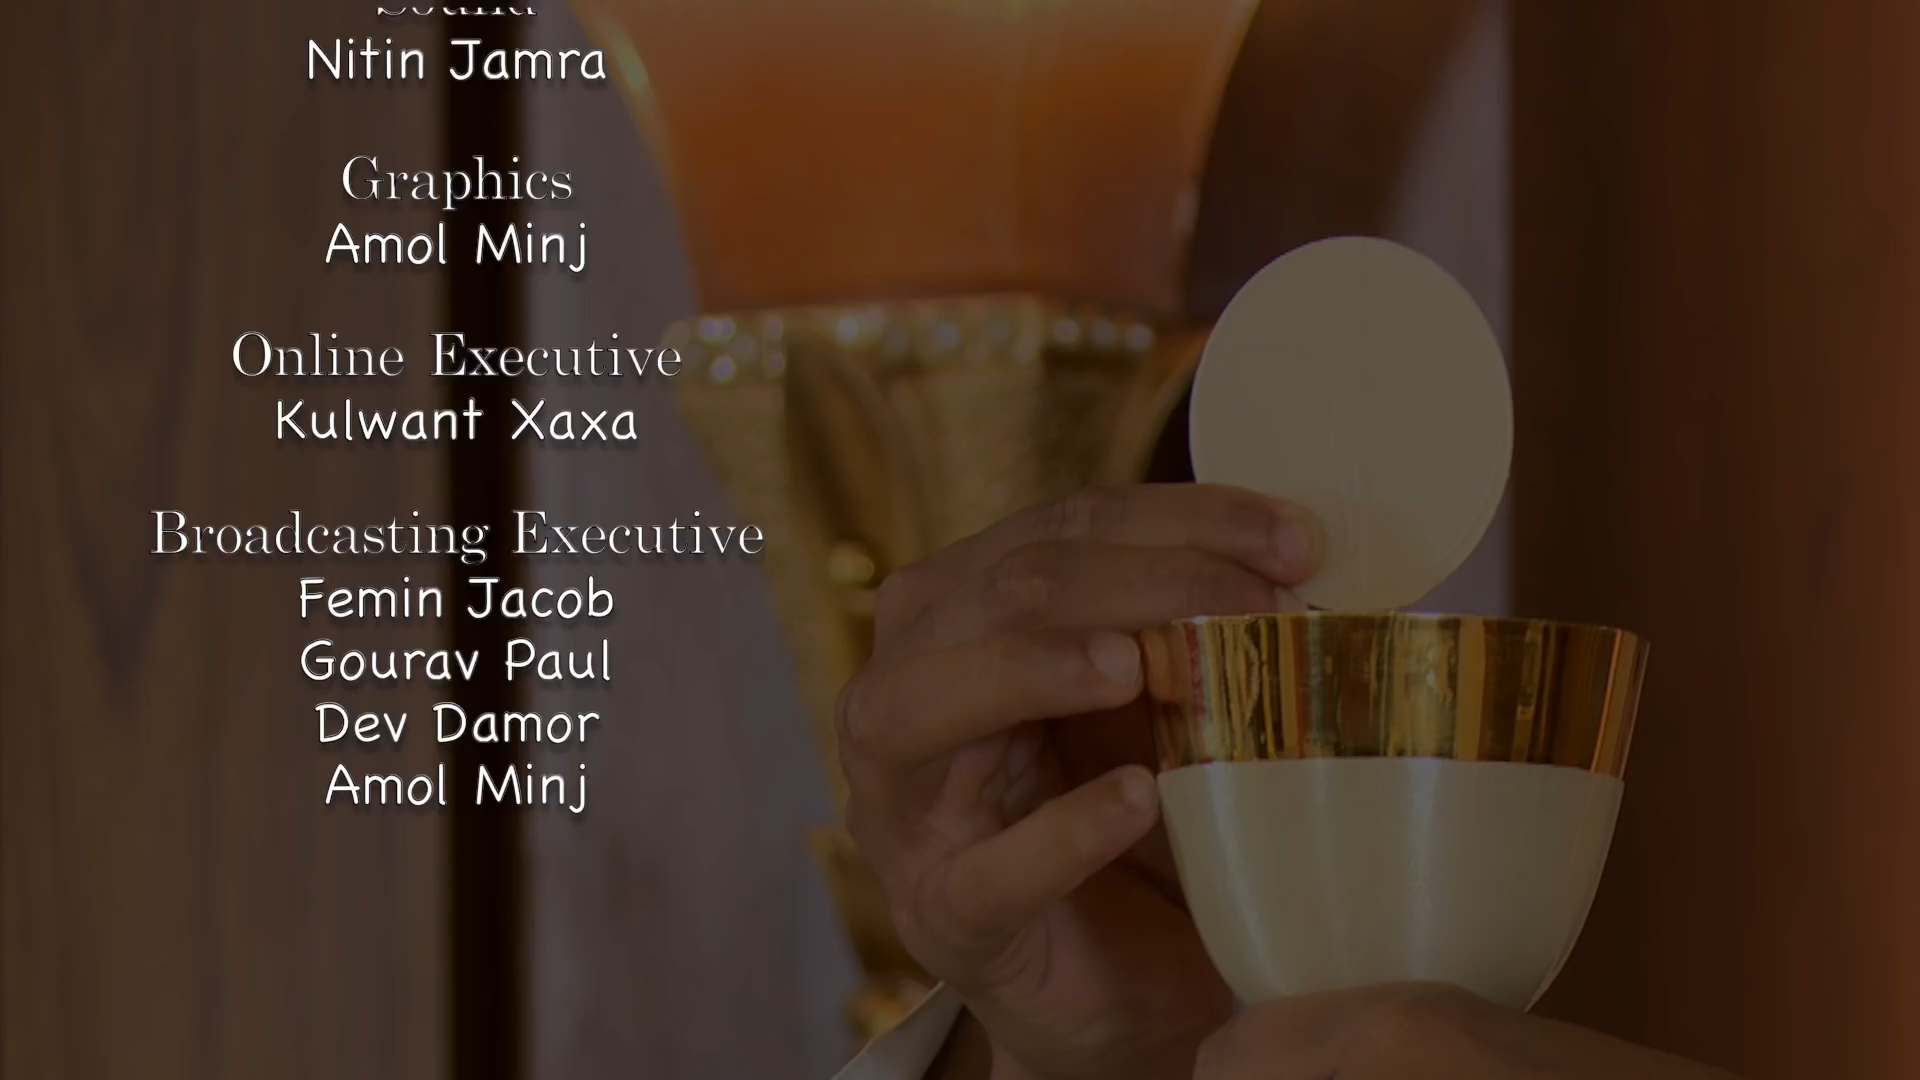 Sound
Nitin Jamra
Graphics
Amol Minj
Online Executive
Kulwant Xaxa
Broadcasting Executive
Femin Jacob
Gourav Paul
Dev Damor
Amol Minj